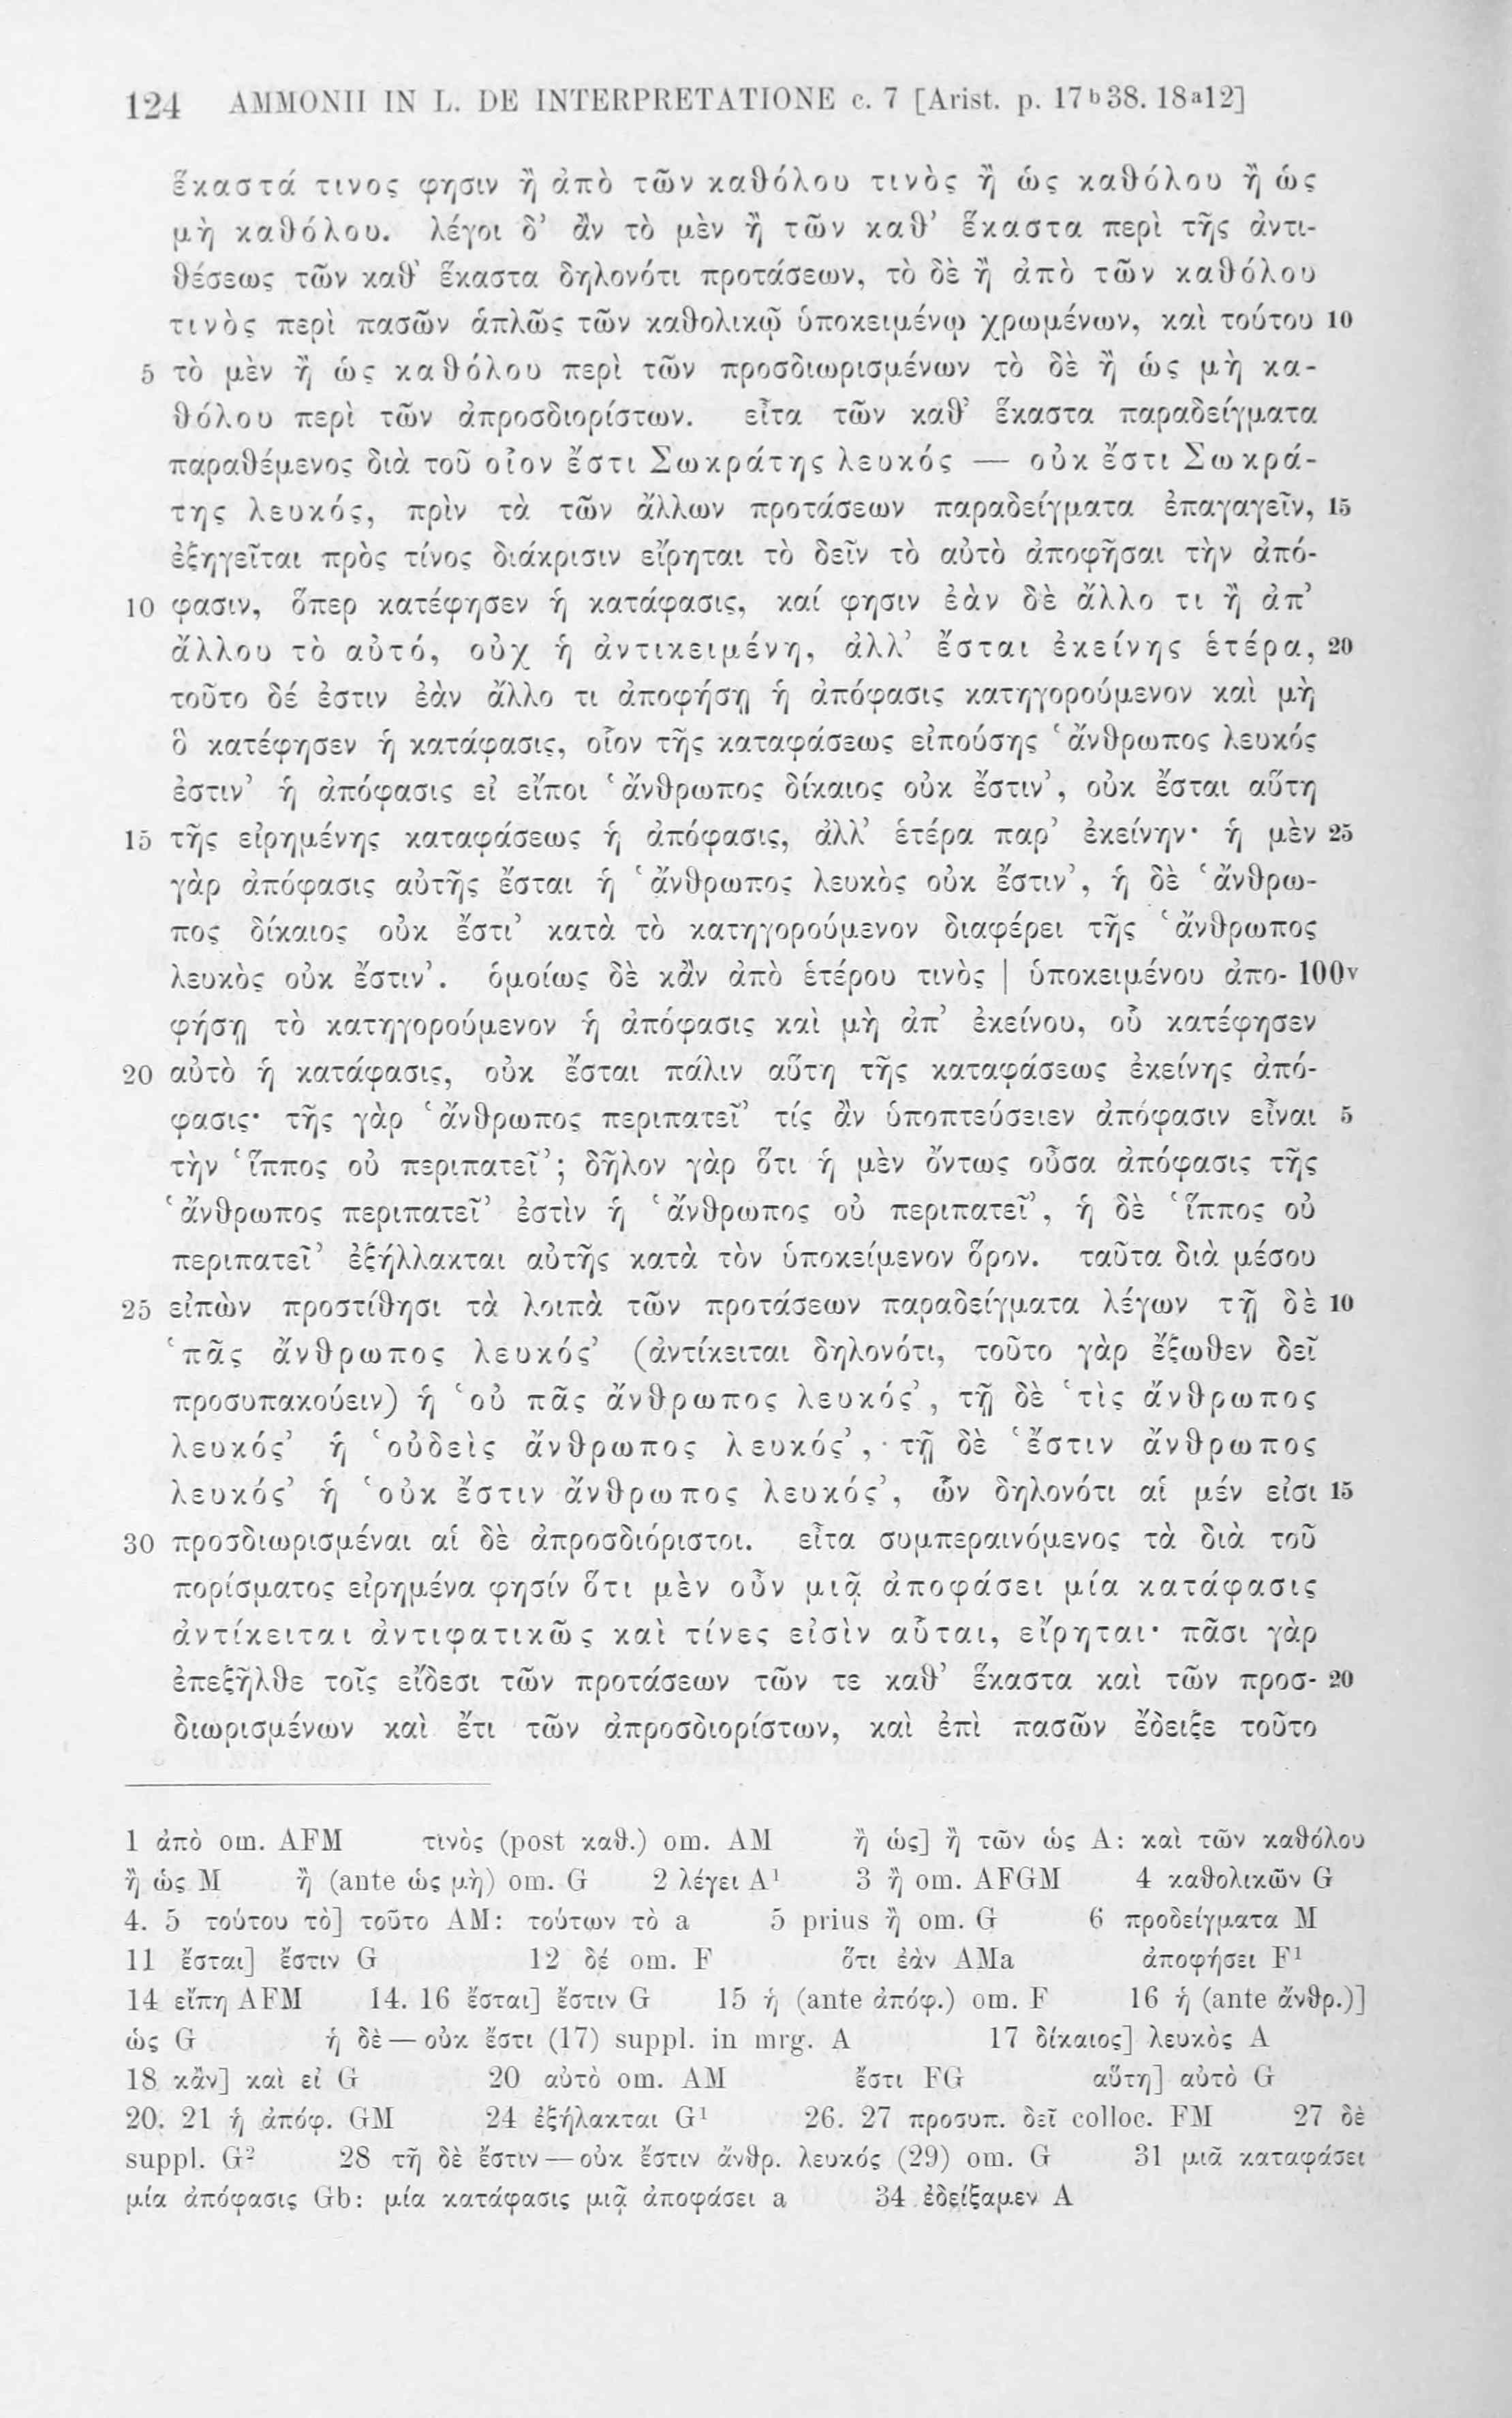 124 AMMONII IN L. DE INTERPRETATIONE c. 7 [Arist. p. 17b38. 18a12]
ἕκαστά τινος φησιν ἢ ἀπὸ τῶν καθόλου τινὸς ἢ ὡς καθόλου ἢ ὡς
μὴ καθόλου. λέγοι δ’ ἂν τὸ μὲν ἢ τῶν καθ’ ἕκαστα περὶ τῆς ἀντι-
θέσεως τῶν καθ’ ἕκαστα δηλονότι προτάσεων, τὸ δὲ ἢ ἀπὸ τῶν καθόλου
τινὸς περὶ πασῶν ἁπλῶς τῶν καθολικῷ ὑποκειμένῳ χρωμένων, καὶ τούτου 10
5 τὸ μὲν ἢ ὡς καθόλου περὶ τῶν προσδιωρισμένων τὸ δὲ ἢ ὡς μὴ κα-
θόλου περὶ τῶν ἀπροσδιορίστων. εἶτα τῶν καθ’ ἕκαστα παραδείγματα
παραθέμενος διὰ τοῦ οἷον ἔστι Σωκράτης λευκός — οὐκ ἔστι Σωκρά-
της λευκός, πρὶν τὰ τῶν ἄλλων προτάσεων παραδείγματα ἐπαγαγεῖν, 15
ἐξηγεῖται πρὸς τίνος διάκρισιν εἴρηται τὸ δεῖν τὸ αὐτὸ ἀποφῆσαι τὴν ἀπό-
10 φασιν, ὅπερ κατέφησεν ἡ κατάφασις, καί φησιν ἐὰν δὲ ἄλλο τι ἢ ἀπ’
ἄλλου τὸ αὐτό, οὐχ ἡ ἀντικειμένη, ἀλλ’ ἔσται ἐκείνης ἑτέρα, 20
τοῦτο δέ ἐστιν ἐὰν ἄλλο τι ἀποφήσῃ ἡ ἀπόφασις κατηγορούμενον καὶ μὴ
ὃ κατέφησεν ἡ κατάφασις, οἷον τῆς καταφάσεως εἰπούσης ‘ἄνθρωπος λευκός
ἐστιν’ ἡ ἀπόφασις εἰ εἴποι ‘ἄνθρωπος δίκαιος οὐκ ἔστιν’, οὐκ ἔσται αὕτη
15 τῆς εἰρημένης καταφάσεως ἡ ἀπόφασις, ἀλλ’ ἑτέρα παρ’ ἐκείνην· ἡ μὲν 25
γὰρ ἀπόφασις αὐτῆς ἔσται ἡ ‘ἄνθρωπος λευκὸς οὐκ ἔστιν’, ἡ δὲ ‘ἄνθρω-
πος δίκαιος οὐκ ἔστι’ κατὰ τὸ κατηγορούμενον διαφέρει τῆς ‘ἄνθρωπος
λευκὸς οὐκ ἔστιν’. ὁμοίως δὲ κἂν ἀπὸ ἑτέρου τινὸς | ὑποκειμένου ἀπο- 100v
φήσῃ τὸ κατηγορούμενον ἡ ἀπόφασις καὶ μὴ ἀπ’ ἐκείνου, οὗ κατέφησεν
20 αὐτὸ ἡ κατάφασις, οὐκ ἔσται πάλιν αὕτη τῆς καταφάσεως ἐκείνης ἀπό-
φασις· τῆς γὰρ ‘ἄνθρωπος περιπατεῖ’ τίς ἂν ὑποπτεύσειεν ἀπόφασιν εἶναι 5
τὴν ‘ἵππος οὐ περιπατεῖ’; δῆλον γὰρ ὅτι ἡ μὲν ὄντως οὖσα ἀπόφασις τῆς
‘ἄνθρωπος περιπατεῖ’ ἐστὶν ἡ ‘ἄνθρωπος οὐ περιπατεῖ’, ἡ δὲ ‘ἵππος οὐ
περιπατεῖ’ ἐξήλλακται αὐτῆς κατὰ τὸν ὑποκείμενον ὅρον. ταῦτα διὰ μέσου
25 εἰπὼν προστίθησι τὰ λοιπὰ τῶν προτάσεων παραδείγματα λέγων τῇ δὲ 10
‘πᾶς ἄνθρωπος λευκός’ (ἀντίκειται δηλονότι, τοῦτο γὰρ ἔξωθεν δεῖ
προσυπακούειν) ἡ ‘οὐ πᾶς ἄνθρωπος λευκός’, τῇ δὲ ‘τὶς ἄνθρωπος
λευκός’ ἡ ‘οὐδεὶς ἄνθρωπος λευκός’, τῇ δὲ ‘ἔστιν ἄνθρωπος
λευκός’ ἡ ‘οὐκ ἔστιν ἄνθρωπος λευκός’, ὧν δηλονότι αἱ μέν εἰσι 15
30 προσδιωρισμέναι αἱ δὲ ἀπροσδιόριστοι. εἶτα συμπεραινόμενος τὰ διὰ τοῦ
πορίσματος εἰρημένα φησίν ὅτι μὲν οὖν μιᾷ ἀποφάσει μία κατάφασις
ἀντίκειται ἀντιφατικῶς καὶ τίνες εἰσὶν αὗται, εἴρηται· πᾶσι γὰρ
ἐπεξῆλθε τοῖς εἴδεσι τῶν προτάσεων τῶν τε καθ’ ἕκαστα καὶ τῶν προσ- 20
διωρισμένων καὶ ἔτι τῶν ἀπροσδιορίστων, καὶ ἐπὶ πασῶν ἔδειξε τοῦτο
1 ἀπὸ om. AFM τινὸς (post καθ.) om. AM ἢ ὡς] ἢ τῶν ὡς A: καὶ τῶν καθόλου
ἢ ὡς M ἢ (ante ὡς μὴ) om. G 2 λέγει A¹ 3 ἢ om. AFGM 4 καθολικῶν G
4. 5 τούτου τὸ] τοῦτο AM: τούτων τὸ a 5 prius ἢ om. G 6 προδείγματα M
11 ἔσται] ἔστιν G 12 δέ om. F ὅτι ἐὰν AMa ἀποφήσει F¹
14 εἴπῃ AFM 14. 16 ἔσται] ἔστιν G 15 ἡ (ante ἀπόφ.) om. F 16 ἡ (ante ἄνθρ.)]
ὡς G ἡ δὲ — οὐκ ἔστι (17) suppl. in mrg. A 17 δίκαιος] λευκὸς A
18 κἂν] καὶ εἰ G 20 αὐτὸ om. AM ἔστι FG αὕτη] αὐτὸ G
20. 21 ἡ ἀπόφ. GM 24 ἐξήλακται G¹ 26. 27 προσυπ. δεῖ colloc. FM 27 δὲ
suppl. G² 28 τῇ δὲ ἔστιν — οὐκ ἔστιν ἄνθρ. λευκός (29) om. G 31 μιᾷ καταφάσει
μία ἀπόφασις Gb: μία κατάφασις μιᾷ ἀποφάσει a 34 ἐδείξαμεν A